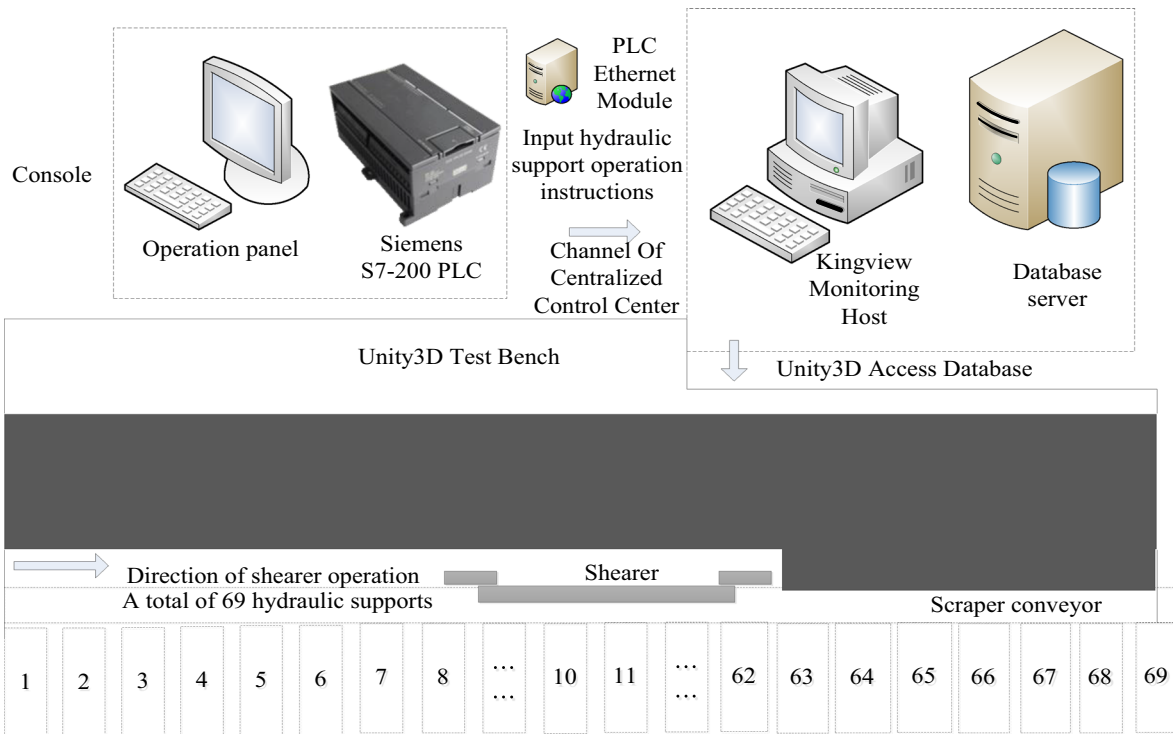 Console
Operation panel
Siemens
S7-200 PLC
PLC
Ethernet
Module
Input hydraulic
support operation
instructions
Channel Of
Centralized
Control Center
Kingview
Monitoring
Host
Database
server
Unity3D Test Bench
Unity3D Access Database
Direction of shearer operation
A total of 69 hydraulic supports
Shearer
Scraper conveyor
1 2 3 4 5 6 7 8 ... 10 11 ... 62 63 64 65 66 67 68 69
... ...